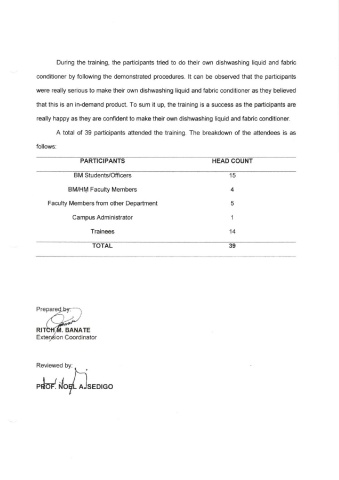 During the training, the participants tried to do their own dishwashing liquid and fabric
conditioner by following the demonstrated procedures. It can be observed that the participants
were really serious to make their own dishwashing liquid and fabric conditioner as they believed
that this is an in-demand product. To sum it up, the training is a success as the participants are
really happy as they are confident to make their own dishwashing liquid and fabric conditioner.
A total of 39 participants attended the training. The breakdown of the attendees is as
follows:
PARTICIPANTS HEAD COUNT
BM Students/Officers 15
BM/HM Faculty Members 4
Faculty Members from other Department 5
Campus Administrator 1
Trainees 14
TOTAL 39
Prepared by:
RITCH M. BANATE
Extension Coordinator
Reviewed by:
PROF. NOEL A. SEDIGO